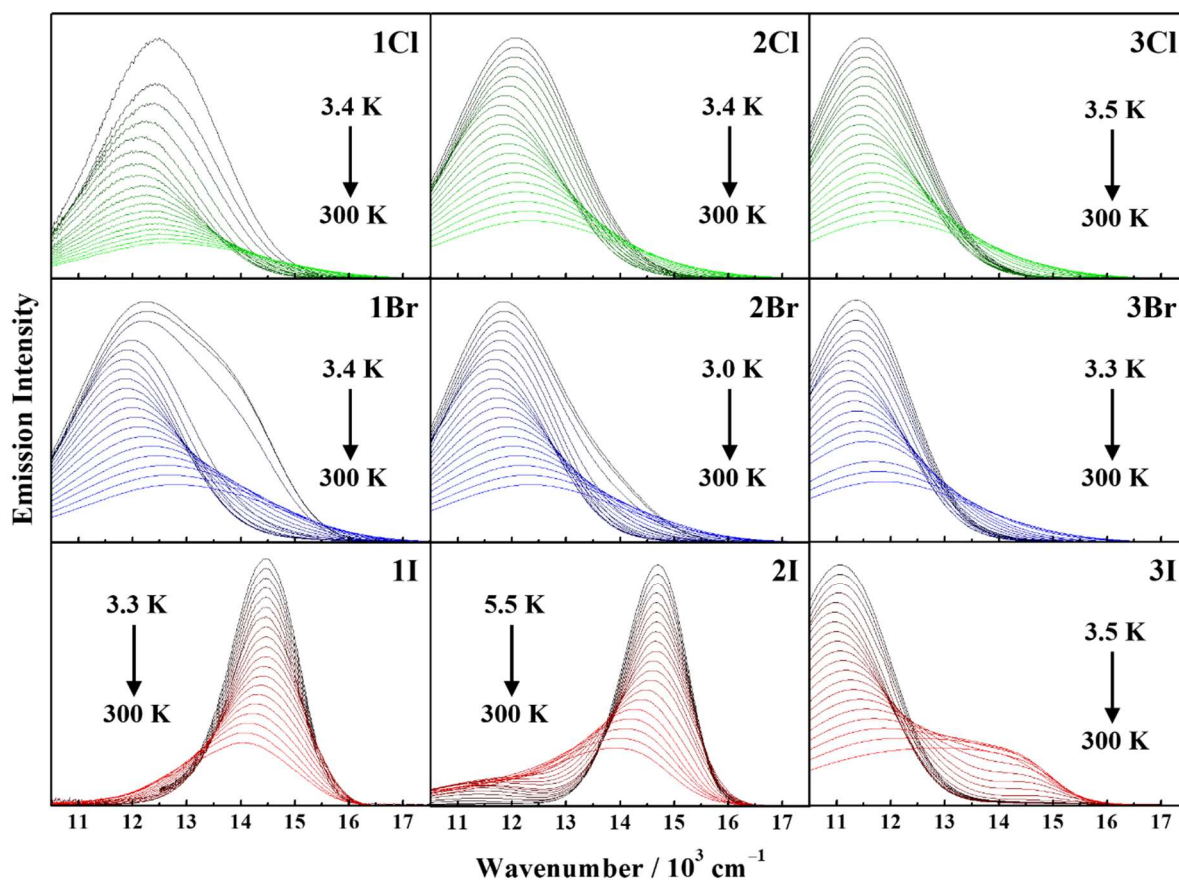 Emission Intensity
1Cl
3.4 K
300 K
2Cl
3.4 K
300 K
3Cl
3.5 K
300 K
1Br
3.4 K
300 K
2Br
3.0 K
300 K
3Br
3.3 K
300 K
1I
3.3 K
300 K
2I
5.5 K
300 K
3I
3.5 K
300 K
11 12 13 14 15 16 17 11 12 13 14 15 16 17 11 12 13 14 15 16 17
Wavenumber / 10³ cm⁻¹